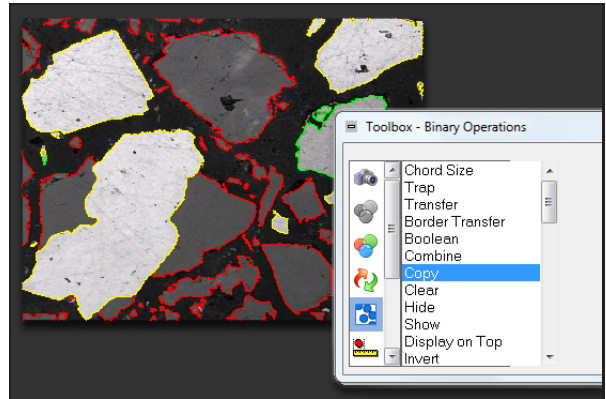 Toolbox - Binary Operations
Chord Size
Trap
Transfer
Border Transfer
Boolean
Combine
Copy
Clear
Hide
Show
Display on Top
Invert